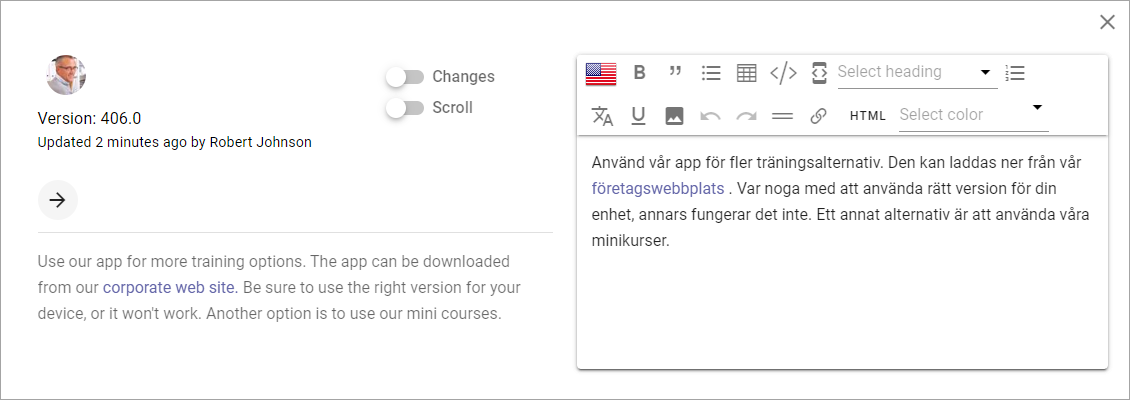 Changes
Scroll
Version: 406.0
Updated 2 minutes ago by Robert Johnson
Use our app for more training options. The app can be downloaded
from our corporate web site. Be sure to use the right version for your
device, or it won't work. Another option is to use our mini courses.
B Select heading
U HTML Select color
Använd vår app för fler träningsalternativ. Den kan laddas ner från vår
företagswebbplats . Var noga med att använda rätt version för din
enhet, annars fungerar det inte. Ett annat alternativ är att använda våra
minikurser.